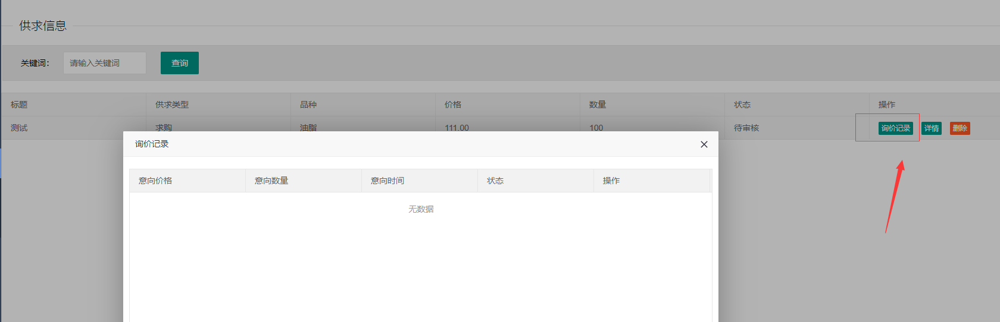 供求信息
关键词： 请输入关键词 查询
标题 供求类型 品种 价格 数量 状态 操作
测试 求购 油脂 111.00 100 待审核 询价记录 详情 删除
询价记录
意向价格 意向数量 意向时间 状态 操作
无数据